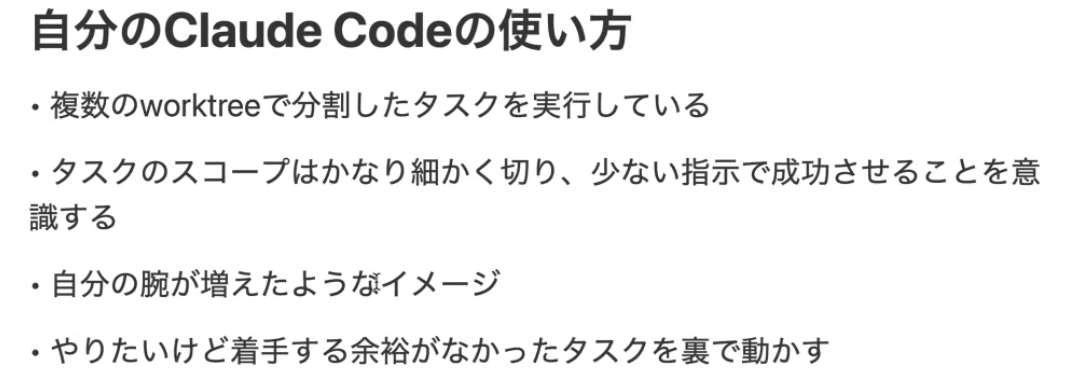 自分のClaude Codeの使い方
• 複数のworktreeで分割したタスクを実行している
• タスクのスコープはかなり細かく切り、少ない指示で成功させることを意
識する
• 自分の腕が増えたようなイメージ
• やりたいけど着手する余裕がなかったタスクを裏で動かす